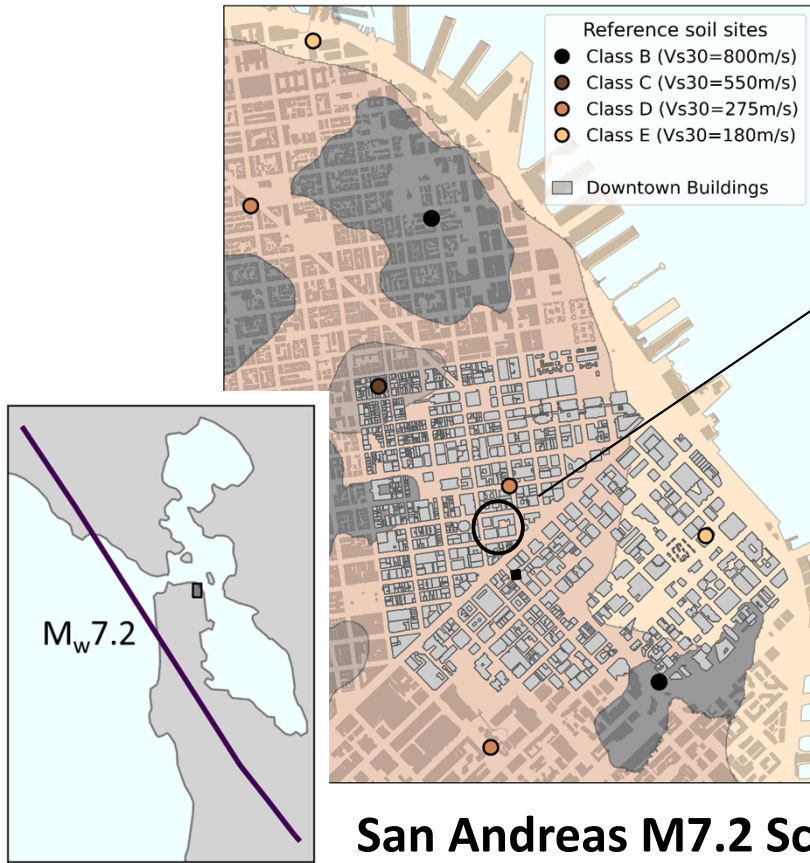 Reference soil sites
Class B (Vs30=800m/s)
Class C (Vs30=550m/s)
Class D (Vs30=275m/s)
Class E (Vs30=180m/s)
Downtown Buildings
Mw7.2
San Andreas M7.2 Sc